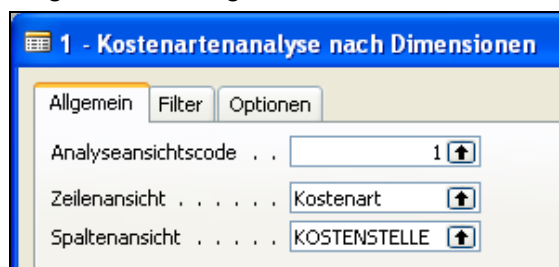 1 - Kostenartenanalyse nach Dimensionen
Allgemein Filter Optionen
Analyseansichtscode . . 1
Zeilenansicht . . . . . . Kostenart
Spaltenansicht . . . . . KOSTENSTELLE